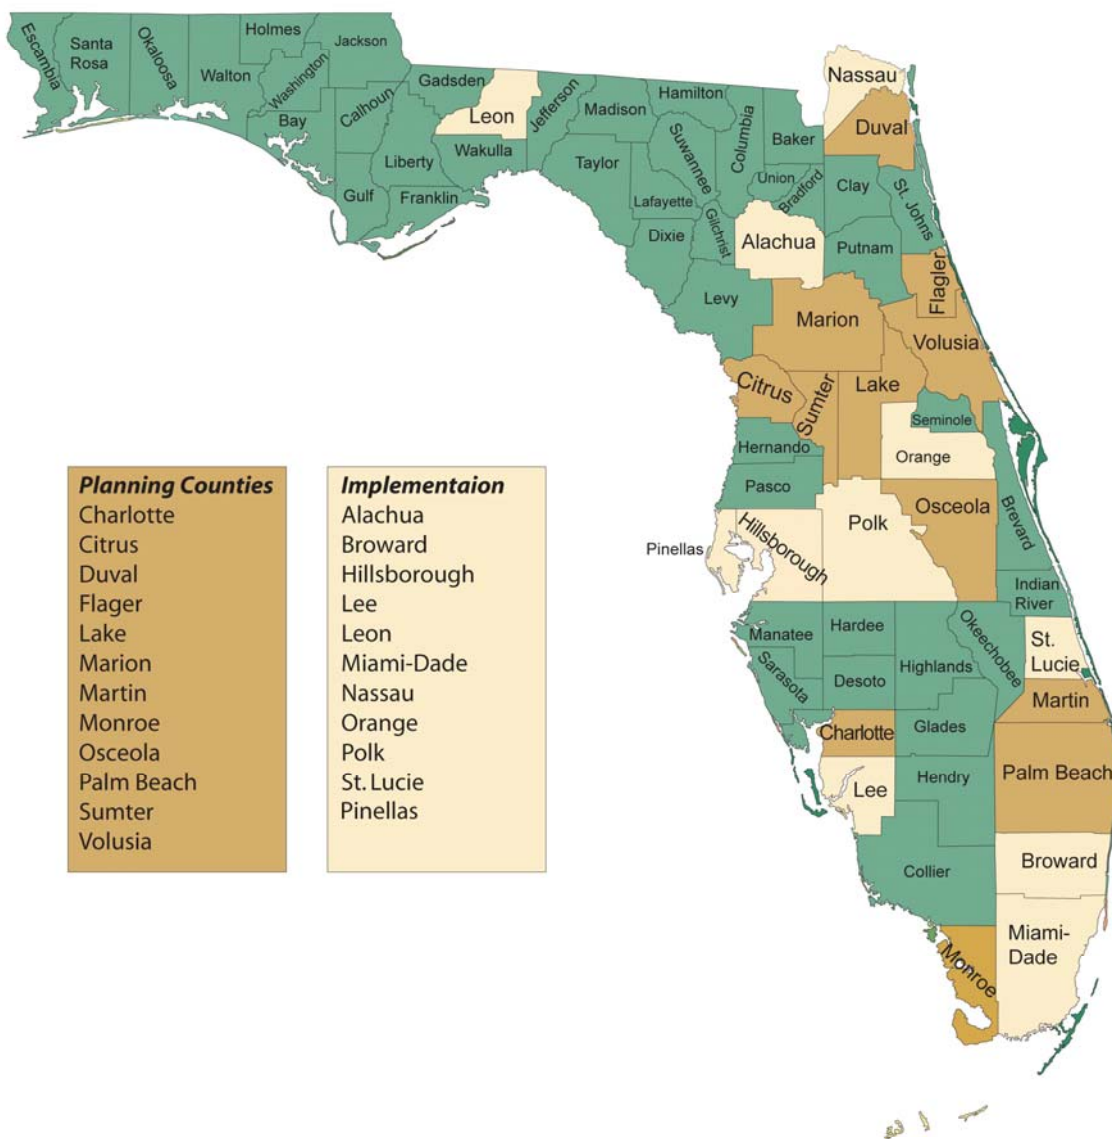 Escambia
Santa
Rosa
Okaloosa
Walton
Holmes
Washington
Jackson
Bay
Calhoun
Gulf
Liberty
Franklin
Gadsden
Leon
Wakulla
Jefferson
Madison
Taylor
Hamilton
Suwannee
Lafayette
Dixie
Columbia
Gilchrist
Levy
Baker
Union
Bradford
Alachua
Nassau
Duval
Clay
St. Johns
Putnam
Flagler
Marion
Volusia
Citrus
Sumter
Lake
Seminole
Orange
Hernando
Pasco
Osceola
Brevard
Polk
Hillsborough
Pinellas
Indian
River
Manatee
Hardee
Highlands
Okeechobee
St.
Lucie
Sarasota
Desoto
Martin
Charlotte
Glades
Lee
Hendry
Palm Beach
Collier
Broward
Miami-
Dade
Monroe
Planning Counties
Charlotte
Citrus
Duval
Flager
Lake
Marion
Martin
Monroe
Osceola
Palm Beach
Sumter
Volusia
Implementaion
Alachua
Broward
Hillsborough
Lee
Leon
Miami-Dade
Nassau
Orange
Polk
St. Lucie
Pinellas